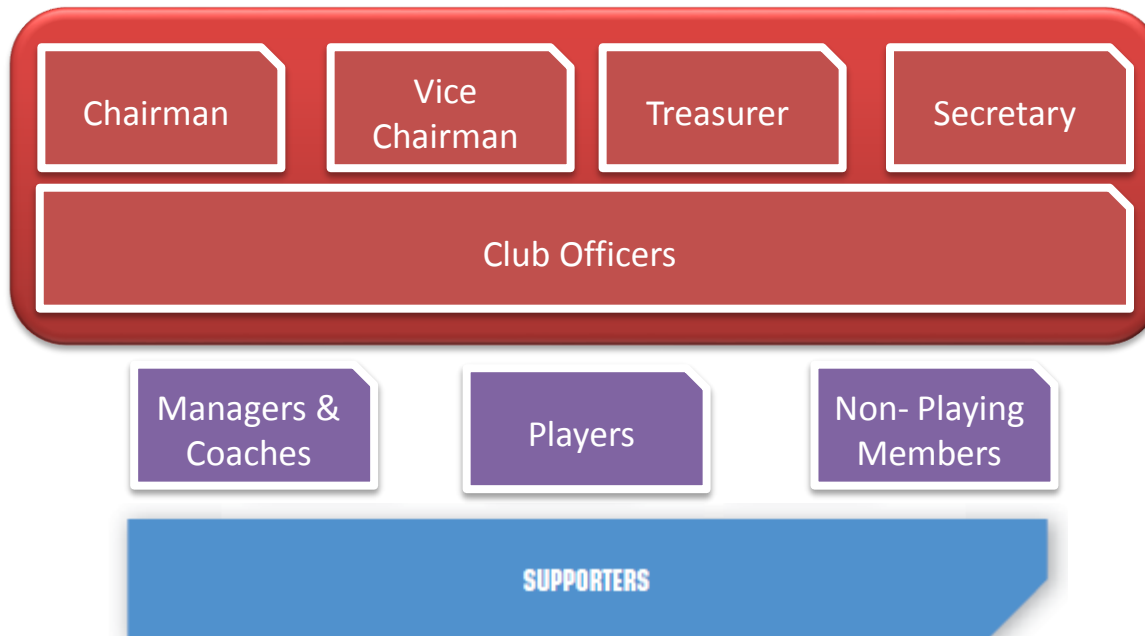 Chairman
Vice
Chairman
Treasurer
Secretary
Club Officers
Managers &
Coaches
Players
Non- Playing
Members
SUPPORTERS